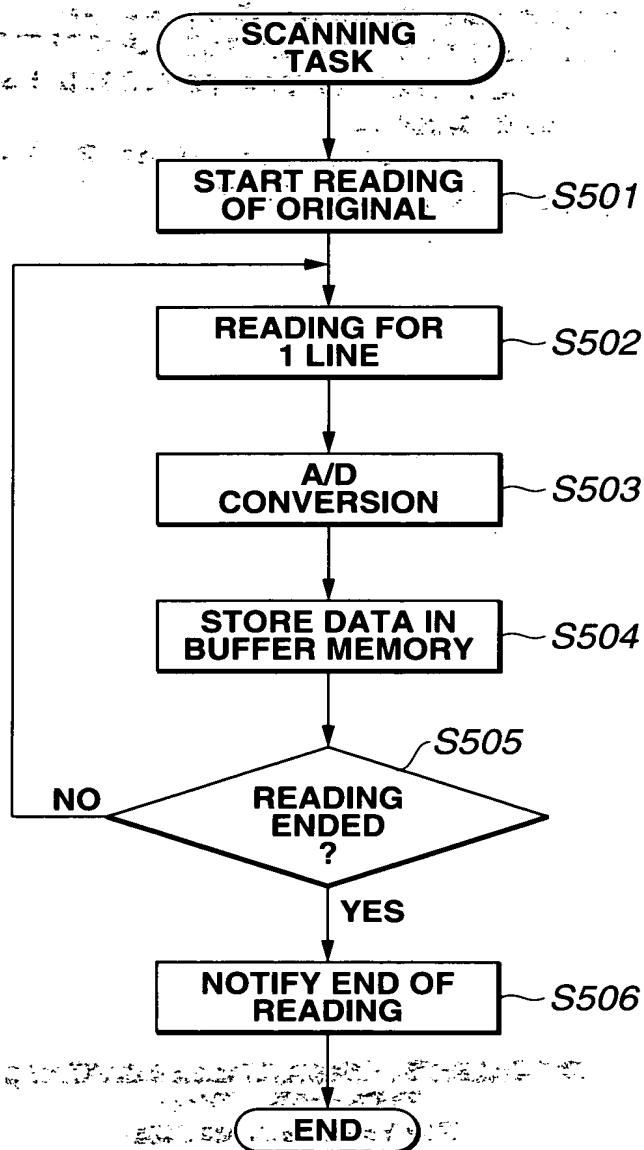 SCANNING
TASK
START READING
OF ORIGINAL
S501
READING FOR
1 LINE
S502
A/D
CONVERSION
S503
STORE DATA IN
BUFFER MEMORY
S504
S505
NO
READING
ENDED
?
YES
NOTIFY END OF
READING
S506
END